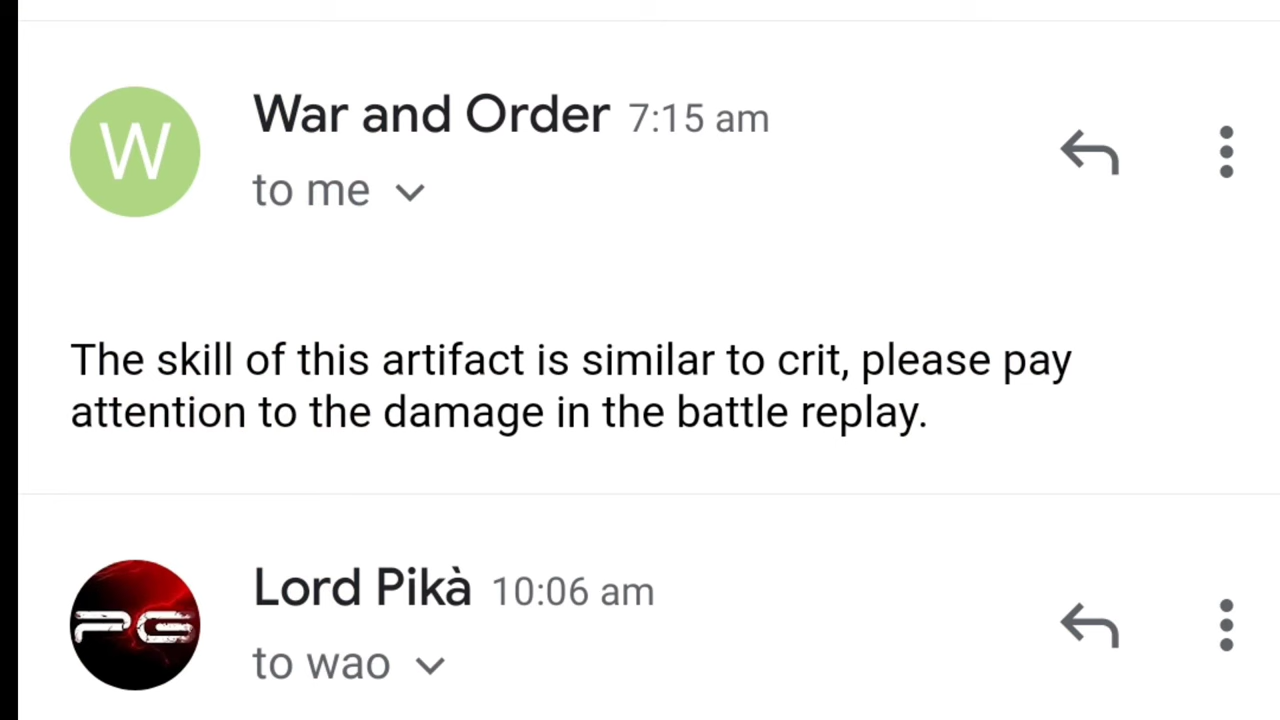 W
War and Order 7:15 am
to me
The skill of this artifact is similar to crit, please pay
attention to the damage in the battle replay.
PG
Lord Pikà 10:06 am
to wao